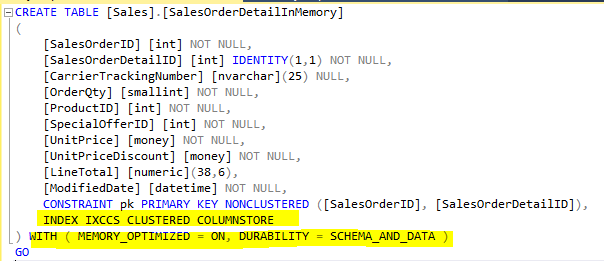 CREATE TABLE [Sales].[SalesOrderDetailInMemory]
(
[SalesOrderID] [int] NOT NULL,
[SalesOrderDetailID] [int] IDENTITY(1,1) NOT NULL,
[CarrierTrackingNumber] [nvarchar](25) NULL,
[OrderQty] [smallint] NOT NULL,
[ProductID] [int] NOT NULL,
[SpecialOfferID] [int] NOT NULL,
[UnitPrice] [money] NOT NULL,
[UnitPriceDiscount] [money] NOT NULL,
[LineTotal] [numeric](38,6),
[ModifiedDate] [datetime] NOT NULL,
CONSTRAINT pk PRIMARY KEY NONCLUSTERED ([SalesOrderID], [SalesOrderDetailID]),
INDEX IXCCS CLUSTERED COLUMNSTORE
) WITH ( MEMORY_OPTIMIZED = ON, DURABILITY = SCHEMA_AND_DATA )
GO